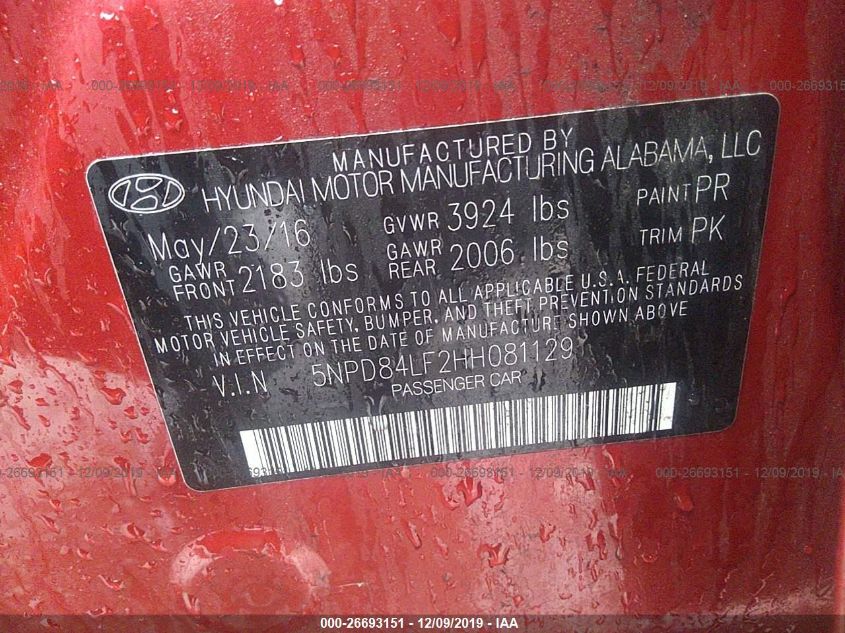 MANUFACTURED BY
HYUNDAI MOTOR MANUFACTURING ALABAMA, LLC
May/23/16 GVWR 3924 lbs PAINT PR
GAWR FRONT 2183 lbs GAWR REAR 2006 lbs TRIM PK
THIS VEHICLE CONFORMS TO ALL APPLICABLE U.S.A. FEDERAL
MOTOR VEHICLE SAFETY, BUMPER, AND THEFT PREVENTION STANDARDS
IN EFFECT ON THE DATE OF MANUFACTURE SHOWN ABOVE
V.I.N 5NPD84LF2HH081129
PASSENGER CAR
000-26693151 - 12/09/2019 - IAA